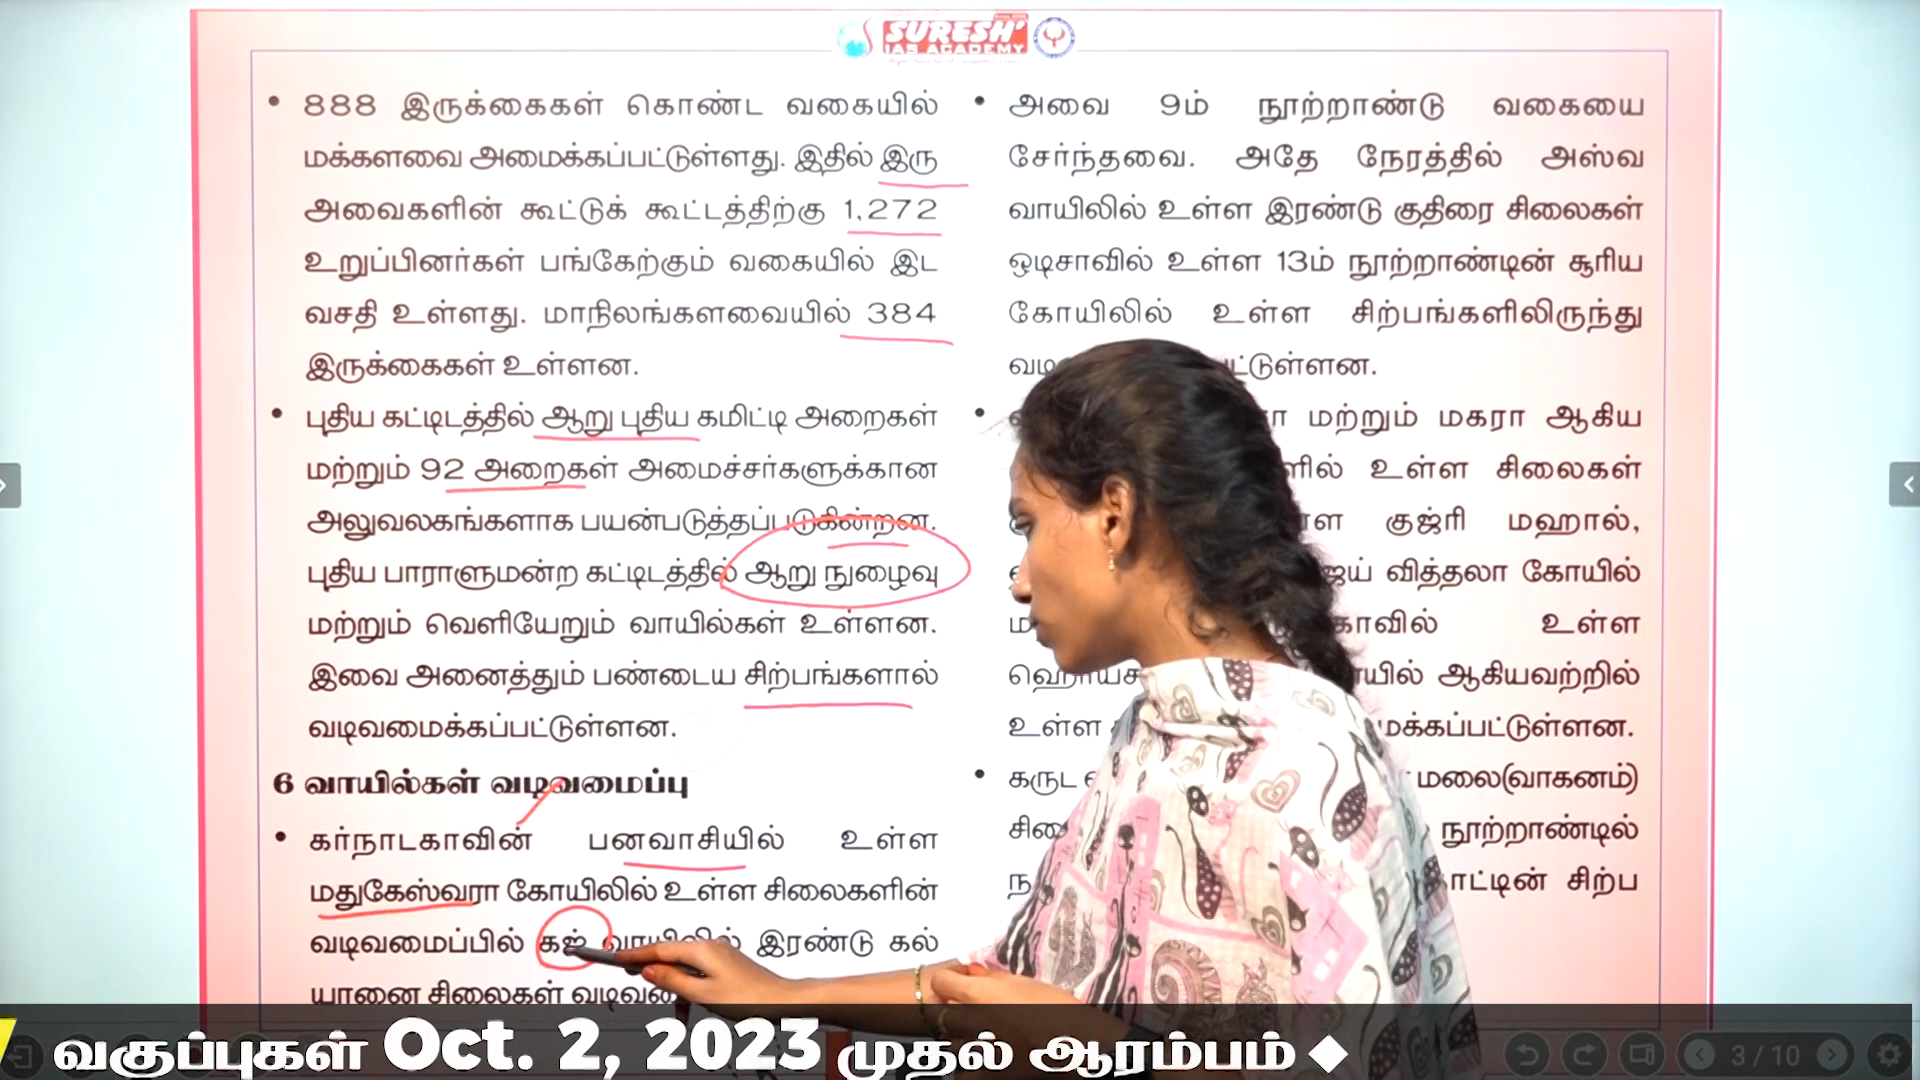 SURESH'
IAS ACADEMY
• 888 இருக்கைகள் கொண்ட வகையில்
மக்களவை அமைக்கப்பட்டுள்ளது. இதில் இரு
அவைகளின் கூட்டுக் கூட்டத்திற்கு 1,272
உறுப்பினர்கள் பங்கேற்கும் வகையில் இட
வசதி உள்ளது. மாநிலங்களவையில் 384
இருக்கைகள் உள்ளன.
• புதிய கட்டிடத்தில் ஆறு புதிய கமிட்டி அறைகள்
மற்றும் 92 அறைகள் அமைச்சர்களுக்கான
அலுவலகங்களாக பயன்படுத்தப்படுகின்றன.
புதிய பாராளுமன்ற கட்டிடத்தில் ஆறு நுழைவு
மற்றும் வெளியேறும் வாயில்கள் உள்ளன.
இவை அனைத்தும் பண்டைய சிற்பங்களால்
வடிவமைக்கப்பட்டுள்ளன.
6 வாயில்கள் வடிவமைப்பு
• கர்நாடகாவின் பனவாசியில் உள்ள
மதுகேஸ்வரா கோயிலில் உள்ள சிலைகளின்
வடிவமைப்பில் கஜ் வாயிலில் இரண்டு கல்
யானை சிலைகள்
• அவை 9ம் நூற்றாண்டு வகையை
சேர்ந்தவை. அதே நேரத்தில் அஸ்வ
வாயிலில் உள்ள இரண்டு குதிரை சிலைகள்
ஒடிசாவில் உள்ள 13ம் நூற்றாண்டின் சூரிய
கோயிலில் உள்ள சிற்பங்களிலிருந்து
மற்றும் மகரா ஆகிய
உள்ள சிலைகள்
குஜ்ரி மஹால்,
வித்தலா கோயில்
உள்ள
ஆகியவற்றில்
உள்ள
• கருட மலை(வாகனம்)
நூற்றாண்டில்
சிற்ப
வகுப்புகள் Oct. 2, 2023 முதல் ஆரம்பம் ◆
3 / 10